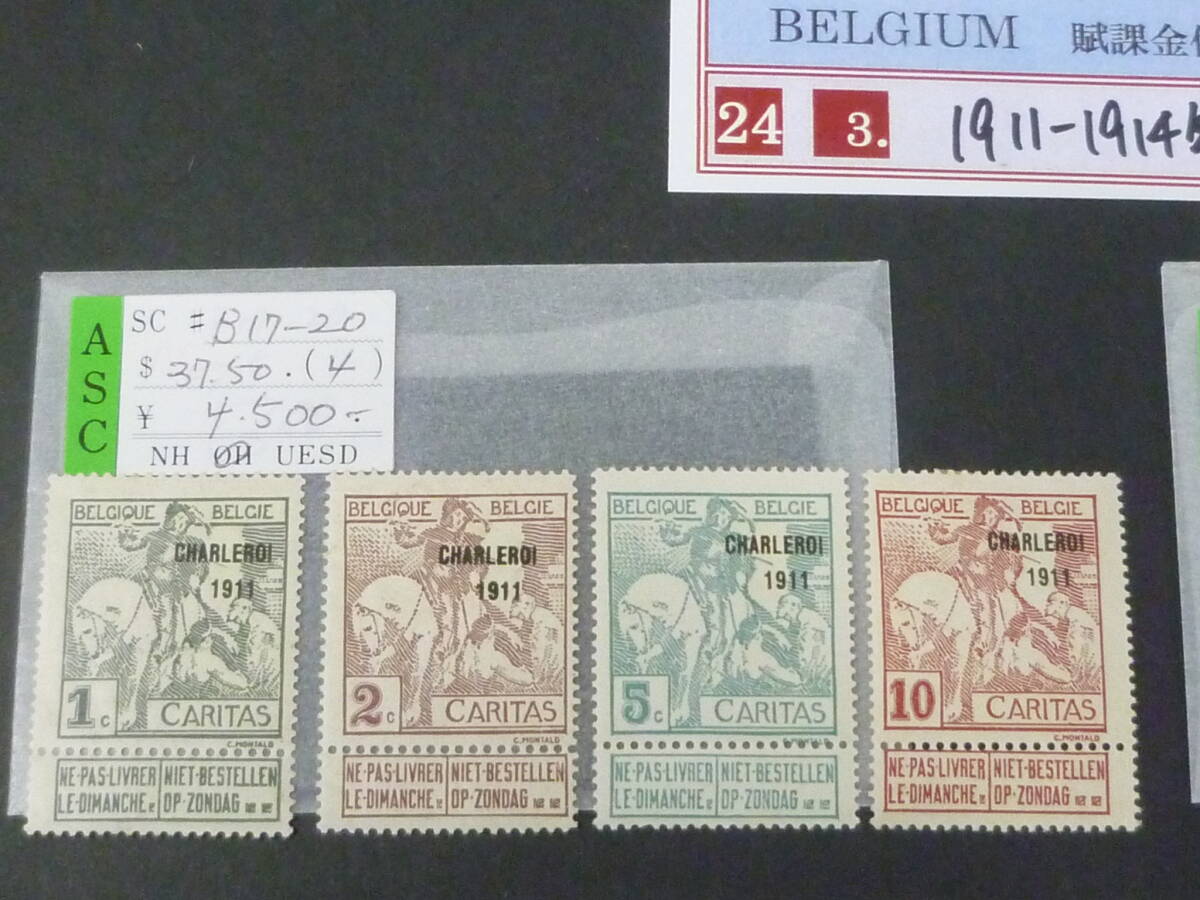 BELGIUM 賦課金
24 3. 1911-1914
ASC
SC # B17-20
$ 37.50.(4)
¥ 4.500-
NH OH UESD
BELGIQUE BELGIE
CHARLEROI
1911
1c CARITAS
C.MONTALD
NE·PAS·LIVRER NIET·BESTELLEN
LE·DIMANCHE OP·ZONDAG
BELGIQUE BELGIE
CHARLEROI
1911
2c CARITAS
C.MONTALD
NE·PAS·LIVRER NIET·BESTELLEN
LE·DIMANCHE OP·ZONDAG
BELGIQUE BELGIE
CHARLEROI
1911
5c CARITAS
C.MONTALD
NE·PAS·LIVRER NIET·BESTELLEN
LE·DIMANCHE OP·ZONDAG
BELGIQUE BELGIE
CHARLEROI
1911
10 CARITAS
C.MONTALD
NE·PAS·LIVRER NIET·BESTELLEN
LE·DIMANCHE OP·ZONDAG